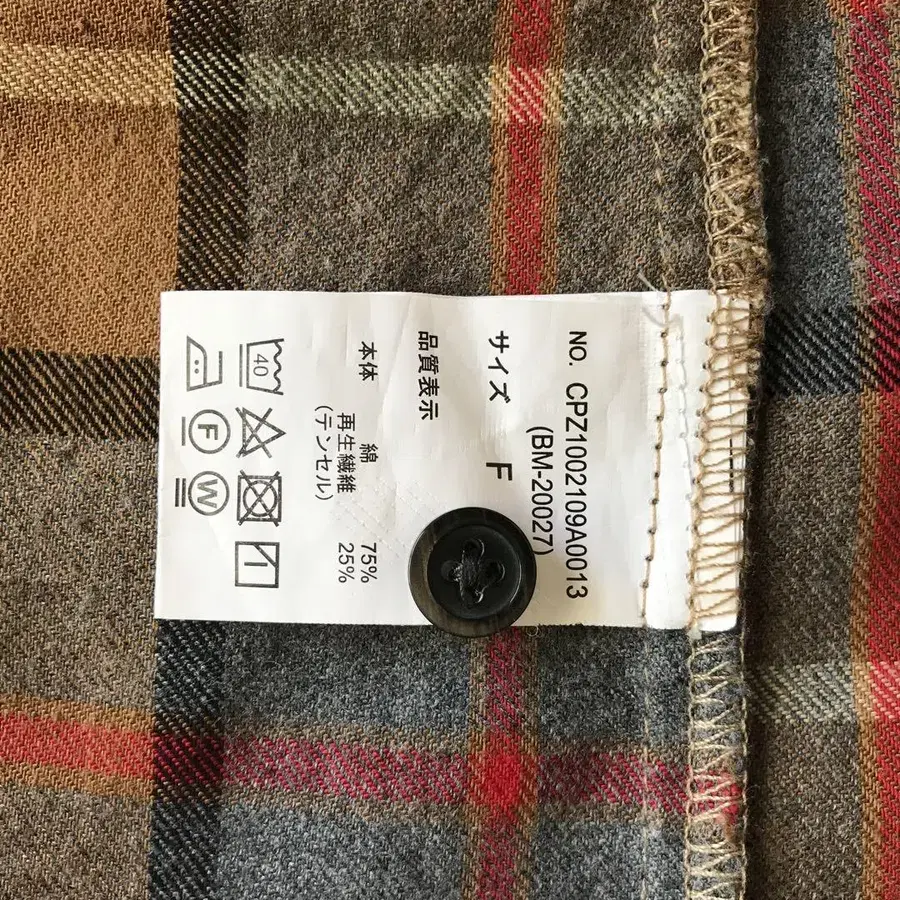 NO. CPZ1002109A0013
(BM-20027)
サイズ F
品質表示
本体 綿 75%
再生繊維 25%
(テンセル)
40
F
W